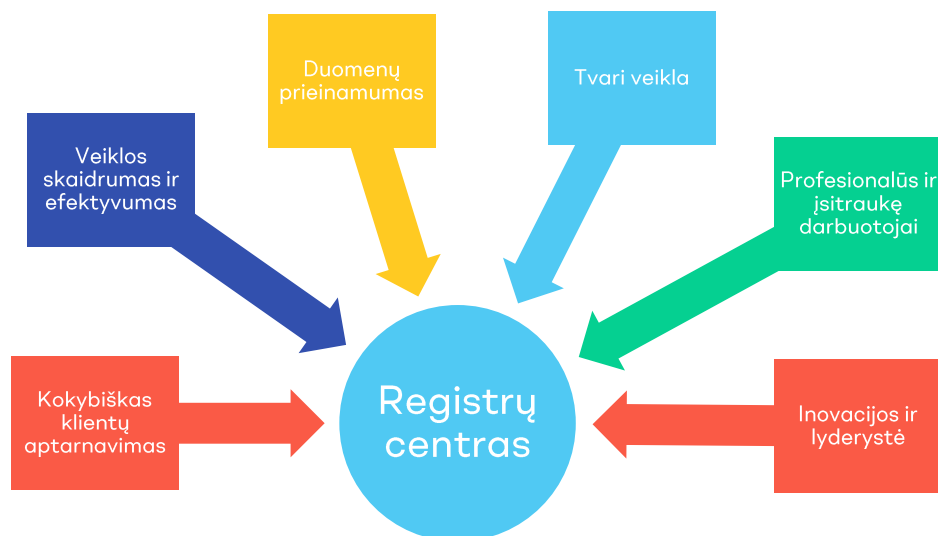 Duomenų
prieinamumas
Tvari veikla
Veiklos
skaidrumas ir
efektyvumas
Profesionalūs ir
įsitraukę
darbuotojai
Kokybiškas
klientų
aptarnavimas
Registrų
centras
Inovacijos ir
lyderystė